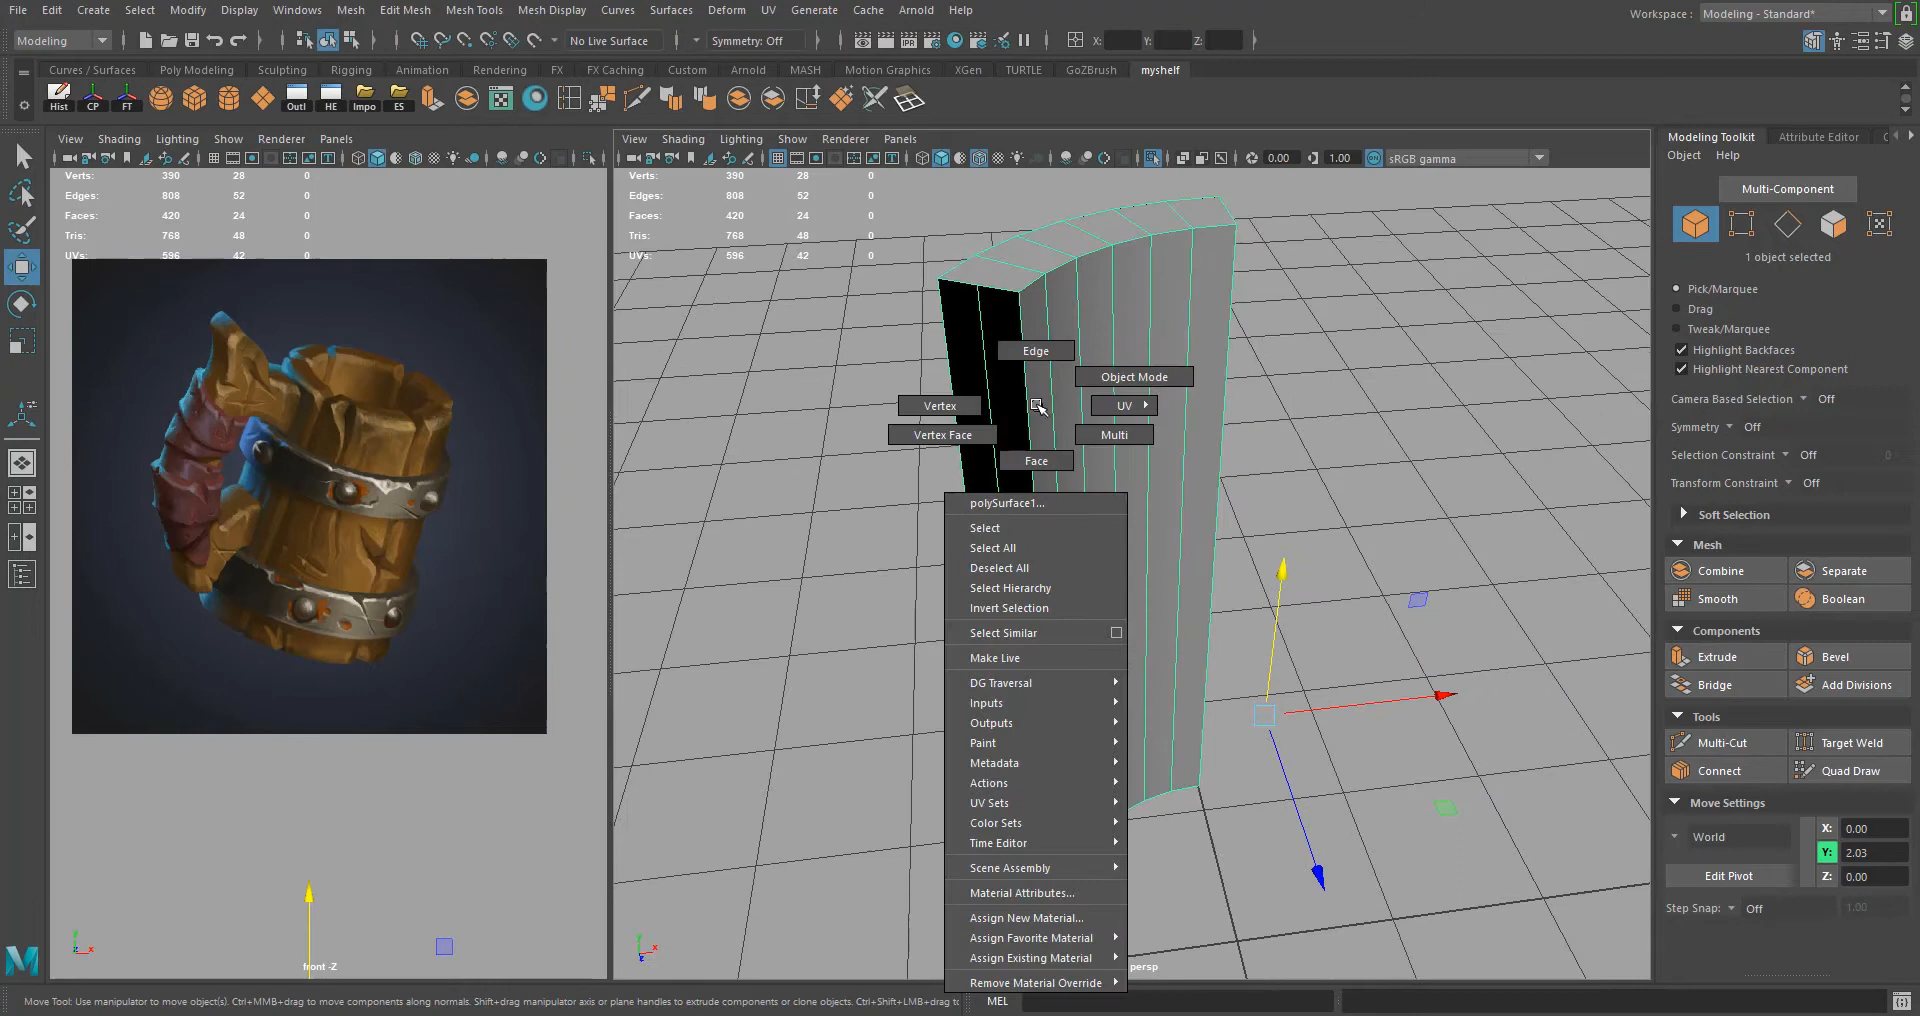 File Edit Create Select Modify Display Windows Mesh Edit Mesh Mesh Tools Mesh Display Curves Surfaces Deform UV Generate Cache Arnold Help
Workspace : Modeling - Standard*
Modeling No Live Surface Symmetry: Off X: Y: Z:
Curves / Surfaces Poly Modeling Sculpting Rigging Animation Rendering FX FX Caching Custom Arnold MASH Motion Graphics XGen TURTLE GoZBrush myshelf
Hist CP FT Outl HE Impo ES
View Shading Lighting Show Renderer Panels
View Shading Lighting Show Renderer Panels
0.00 1.00 sRGB gamma
Verts: 390 28 0
Edges: 808 52 0
Faces: 420 24 0
Tris: 768 48 0
UVs: 596 42 0
Verts: 390 28 0
Edges: 808 52 0
Faces: 420 24 0
Tris: 768 48 0
UVs: 596 42 0
front -Z
persp
Edge
Object Mode
Vertex
UV
Vertex Face
Multi
Face
polySurface1...
Select
Select All
Deselect All
Select Hierarchy
Invert Selection
Select Similar
Make Live
DG Traversal
Inputs
Outputs
Paint
Metadata
Actions
UV Sets
Color Sets
Time Editor
Scene Assembly
Material Attributes...
Assign New Material...
Assign Favorite Material
Assign Existing Material
Remove Material Override
Modeling Toolkit Attribute Editor
Object Help
Multi-Component
1 object selected
Pick/Marquee
Drag
Tweak/Marquee
Highlight Backfaces
Highlight Nearest Component
Camera Based Selection Off
Symmetry Off
Selection Constraint Off 0
Transform Constraint Off
Soft Selection
Mesh
Combine Separate
Smooth Boolean
Components
Extrude Bevel
Bridge Add Divisions
Tools
Multi-Cut Target Weld
Connect Quad Draw
Move Settings
World
X: 0.00
Y: 2.03
Edit Pivot
Z: 0.00
Step Snap: Off 1.00
Move Tool: Use manipulator to move object(s). Ctrl+MMB+drag to move components along normals. Shift+drag manipulator axis or plane handles to extrude components or clone objects. Ctrl+Shift+LMB+drag to
MEL